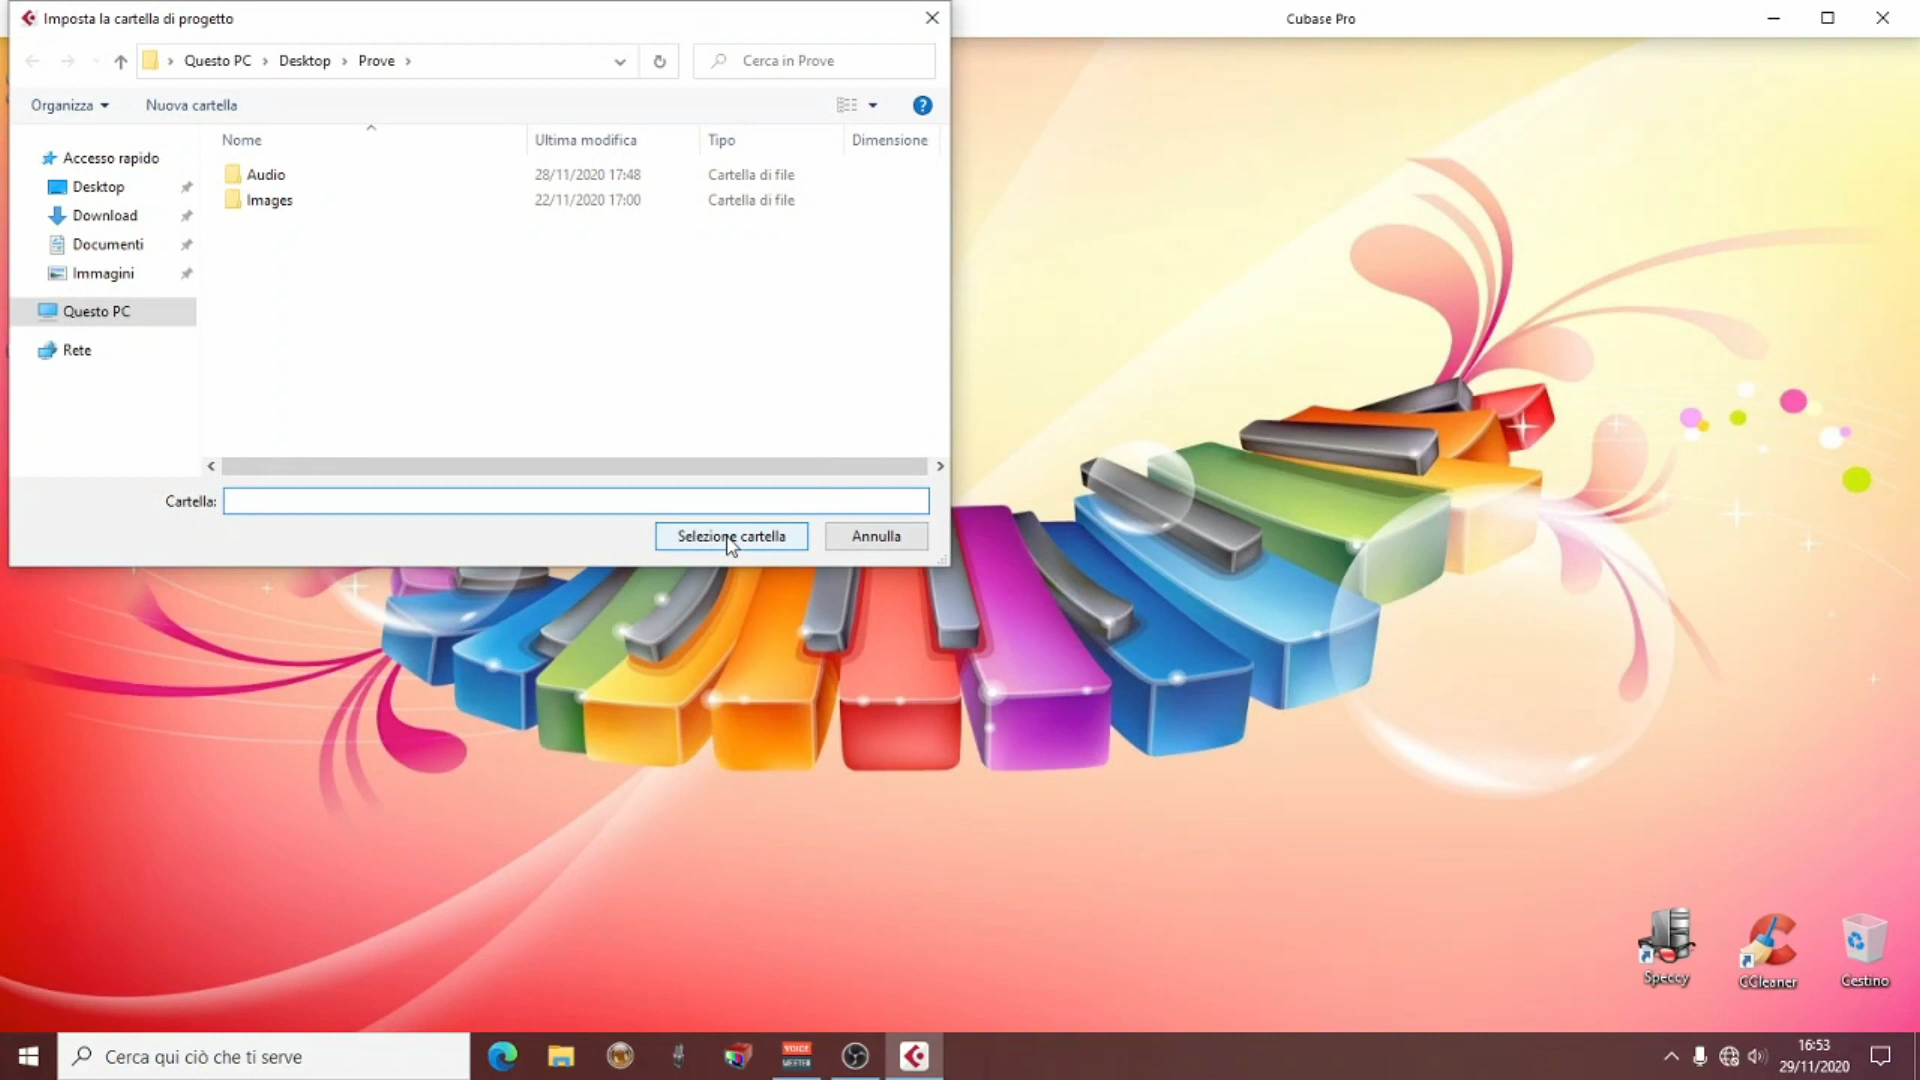 Imposta la cartella di progetto
Cubase Pro
Questo PC > Desktop > Prove >
Cerca in Prove
Organizza
Nuova cartella
?
Nome
Ultima modifica
Tipo
Dimensione
Accesso rapido
Desktop
Download
Documenti
Immagini
Questo PC
Rete
Audio
28/11/2020 17:48
Cartella di file
Images
22/11/2020 17:00
Cartella di file
Cartella:
Selezione cartella
Annulla
Speccy
CCleaner
Cestino
Cerca qui ciò che ti serve
VOICE
MEETER
16:53
29/11/2020